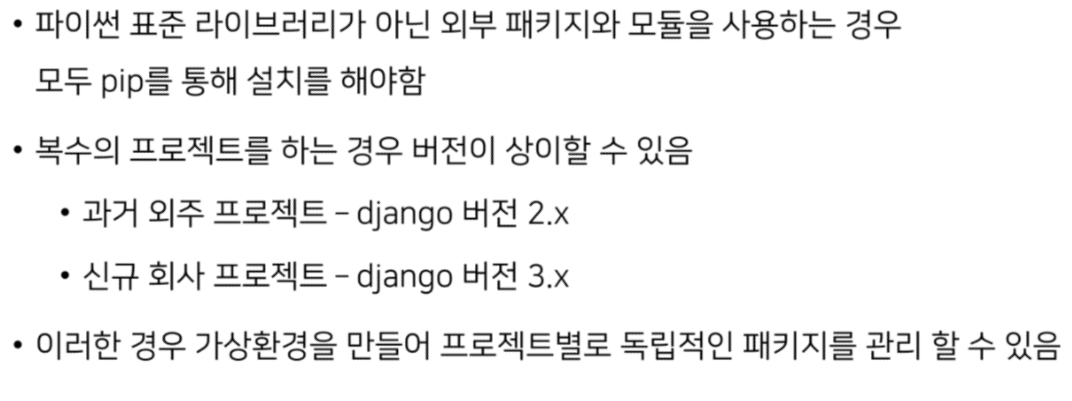 • 파이썬 표준 라이브러리가 아닌 외부 패키지와 모듈을 사용하는 경우
모두 pip를 통해 설치를 해야함
• 복수의 프로젝트를 하는 경우 버전이 상이할 수 있음
• 과거 외주 프로젝트 – django 버전 2.x
• 신규 회사 프로젝트 – django 버전 3.x
• 이러한 경우 가상환경을 만들어 프로젝트별로 독립적인 패키지를 관리 할 수 있음